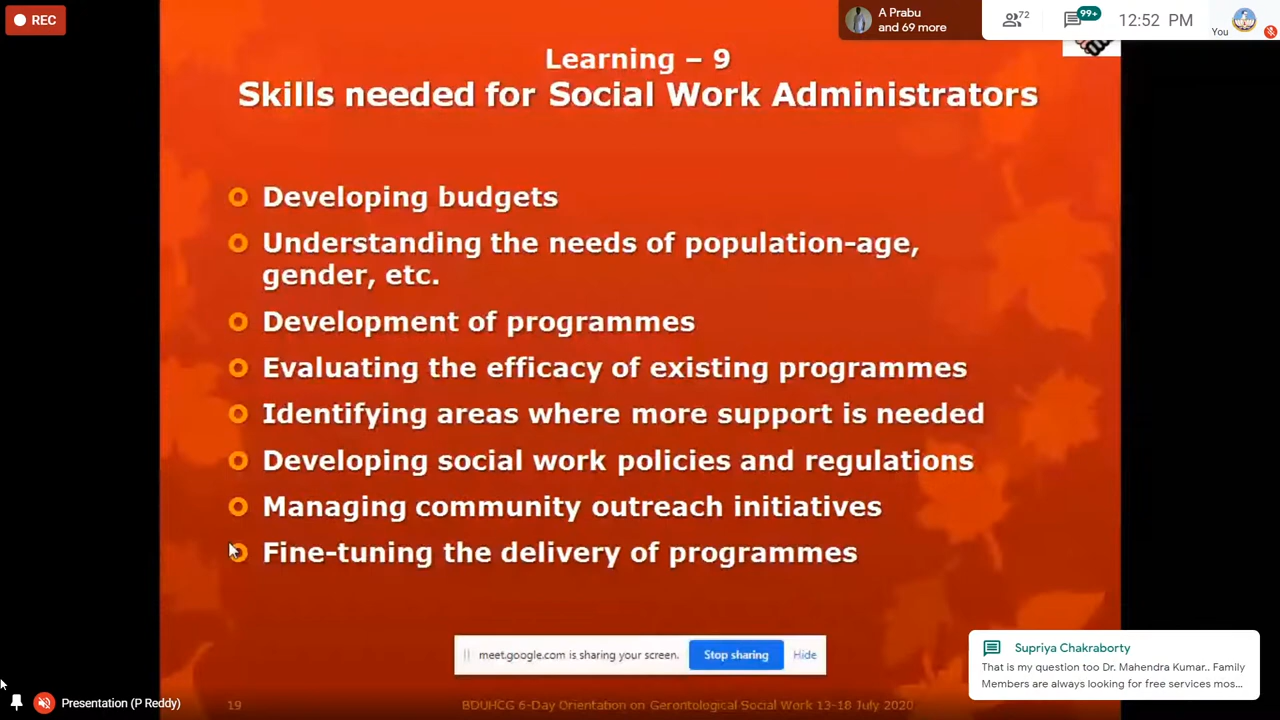 REC
A Prabu
and 69 more
72
99+
12:52 PM
You
Learning – 9
Skills needed for Social Work Administrators
Developing budgets
Understanding the needs of population-age,
gender, etc.
Development of programmes
Evaluating the efficacy of existing programmes
Identifying areas where more support is needed
Developing social work policies and regulations
Managing community outreach initiatives
Fine-tuning the delivery of programmes
meet.google.com is sharing your screen.
Stop sharing
Hide
Supriya Chakraborty
That is my question too Dr. Mahendra Kumar.. Family
Members are always looking for free services mos...
Presentation (P Reddy)
19
BDUHCG 6-Day Orientation on Gerontological Social Work 13-18 July 2020